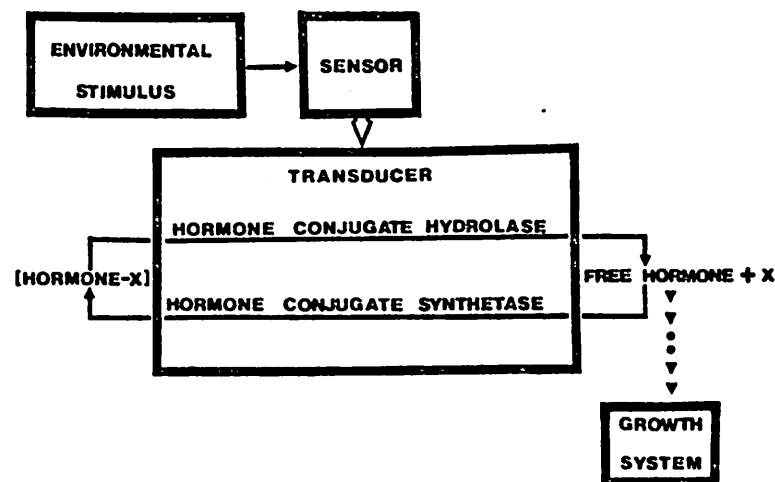 ENVIRONMENTAL
STIMULUS
SENSOR
TRANSDUCER
HORMONE CONJUGATE HYDROLASE
[HORMONE-X]
FREE HORMONE + X
HORMONE CONJUGATE SYNTHETASE
GROWTH
SYSTEM